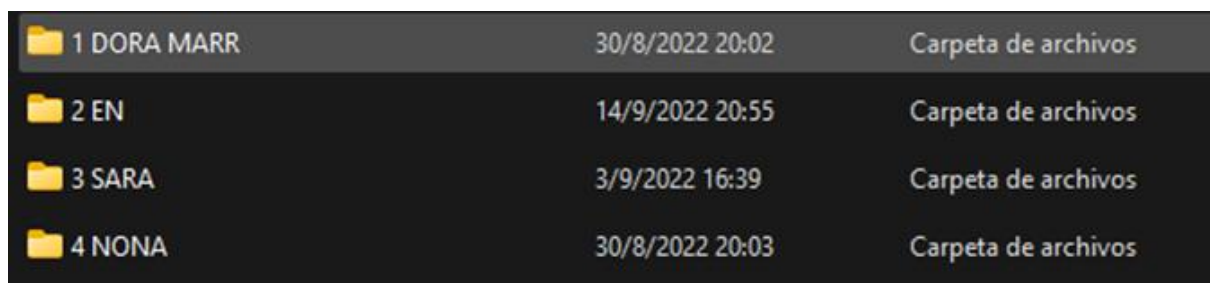 1 DORA MARR 30/8/2022 20:02 Carpeta de archivos
2 EN 14/9/2022 20:55 Carpeta de archivos
3 SARA 3/9/2022 16:39 Carpeta de archivos
4 NONA 30/8/2022 20:03 Carpeta de archivos